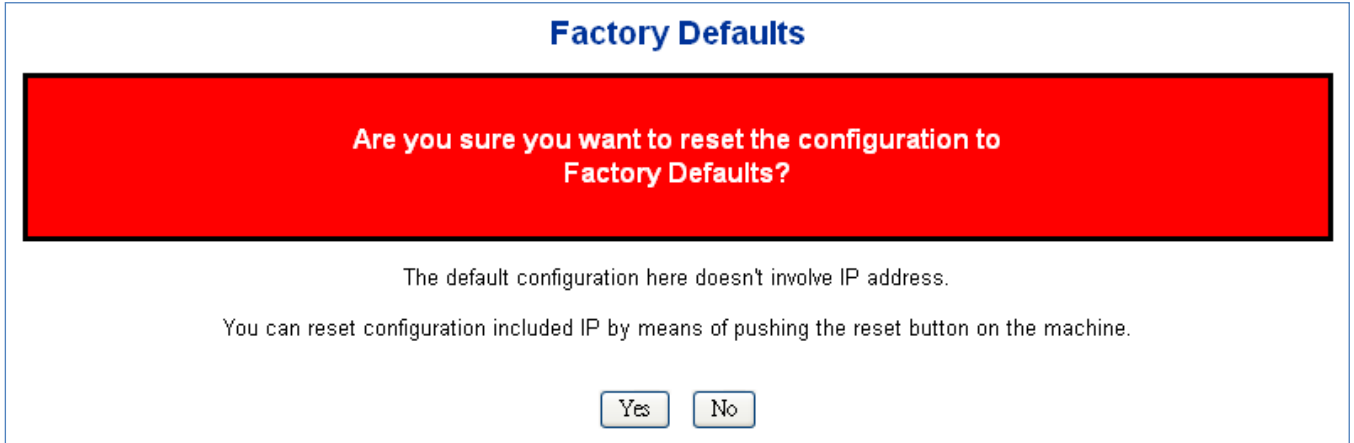 Factory Defaults
Are you sure you want to reset the configuration to
Factory Defaults?
The default configuration here doesn't involve IP address.
You can reset configuration included IP by means of pushing the reset button on the machine.
Yes No